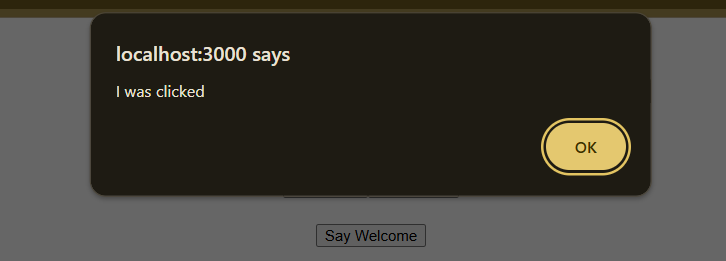 localhost:3000 says
I was clicked
OK
Say Welcome